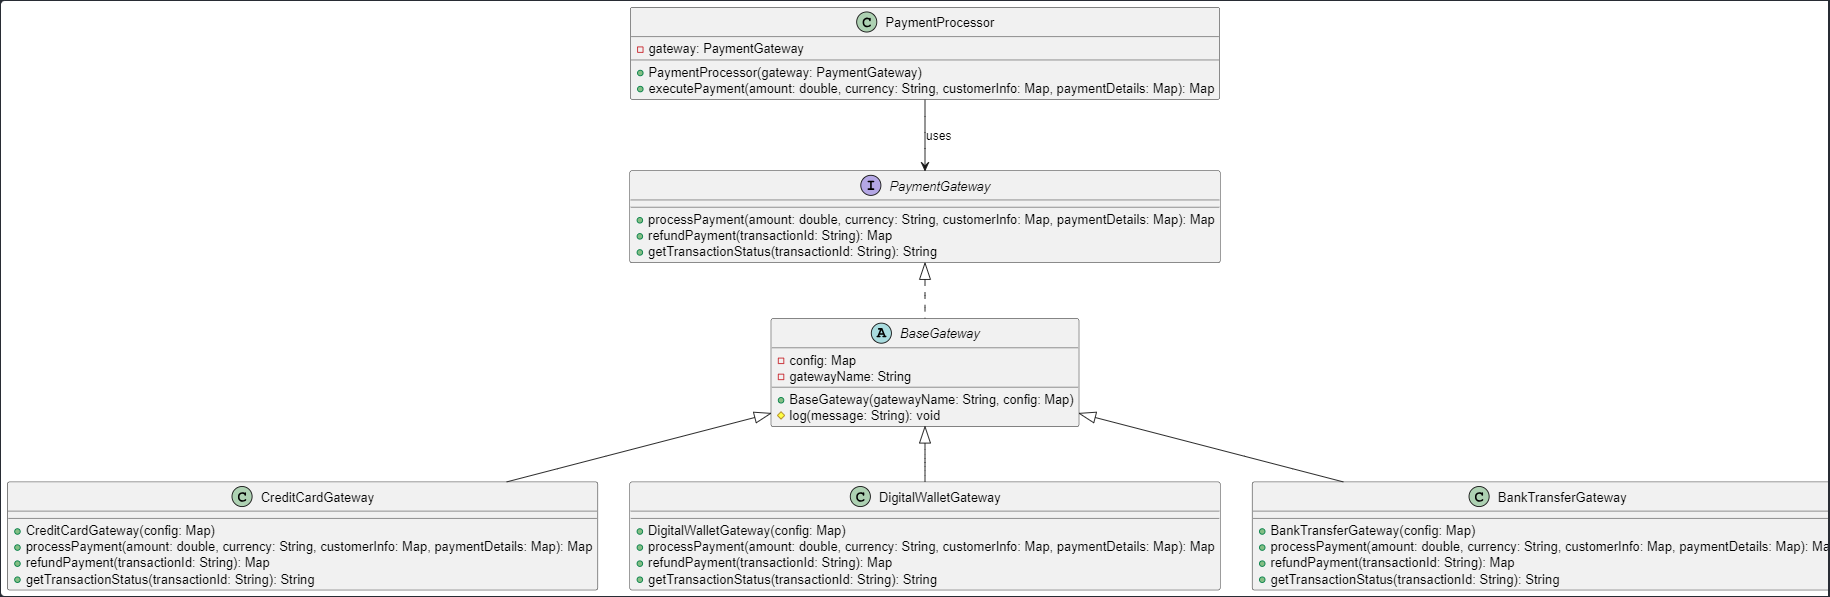 C PaymentProcessor
gateway: PaymentGateway
PaymentProcessor(gateway: PaymentGateway)
executePayment(amount: double, currency: String, customerInfo: Map, paymentDetails: Map): Map
uses
I PaymentGateway
processPayment(amount: double, currency: String, customerInfo: Map, paymentDetails: Map): Map
refundPayment(transactionId: String): Map
getTransactionStatus(transactionId: String): String
A BaseGateway
config: Map
gatewayName: String
BaseGateway(gatewayName: String, config: Map)
log(message: String): void
C CreditCardGateway
CreditCardGateway(config: Map)
processPayment(amount: double, currency: String, customerInfo: Map, paymentDetails: Map): Map
refundPayment(transactionId: String): Map
getTransactionStatus(transactionId: String): String
C DigitalWalletGateway
DigitalWalletGateway(config: Map)
processPayment(amount: double, currency: String, customerInfo: Map, paymentDetails: Map): Map
refundPayment(transactionId: String): Map
getTransactionStatus(transactionId: String): String
C BankTransferGateway
BankTransferGateway(config: Map)
processPayment(amount: double, currency: String, customerInfo: Map, paymentDetails: Map): Ma
refundPayment(transactionId: String): Map
getTransactionStatus(transactionId: String): String